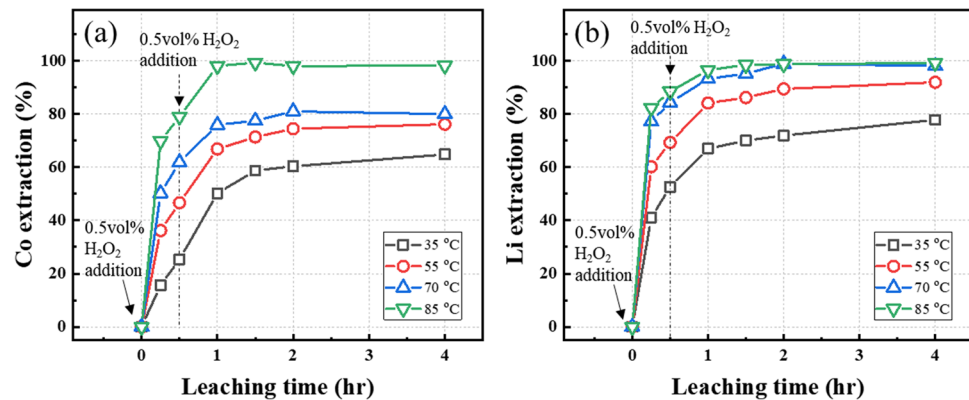 (a)
0.5vol% H₂O₂
addition
0.5vol%
H₂O₂
addition
Co extraction (%)
100
80
60
40
20
0
35 °C
55 °C
70 °C
85 °C
0 1 2 3 4
Leaching time (hr)
(b)
0.5vol% H₂O₂
addition
0.5vol%
H₂O₂
addition
Li extraction (%)
100
80
60
40
20
0
35 °C
55 °C
70 °C
85 °C
0 1 2 3 4
Leaching time (hr)